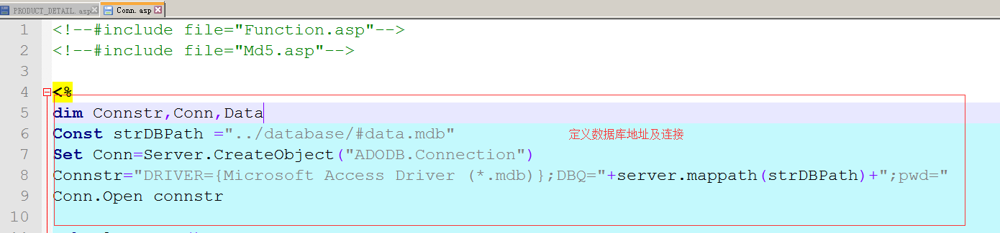 PRODUCT_DETAIL.asp Conn.asp
1 <!--#include file="Function.asp"-->
2 <!--#include file="Md5.asp"-->
3
4 <%
5 dim Connstr,Conn,Data
6 Const strDBPath ="../database/#data.mdb" 定义数据库地址及连接
7 Set Conn=Server.CreateObject("ADODB.Connection")
8 Connstr="DRIVER={Microsoft Access Driver (*.mdb)};DBQ="+server.mappath(strDBPath)+";pwd="
9 Conn.Open connstr
10